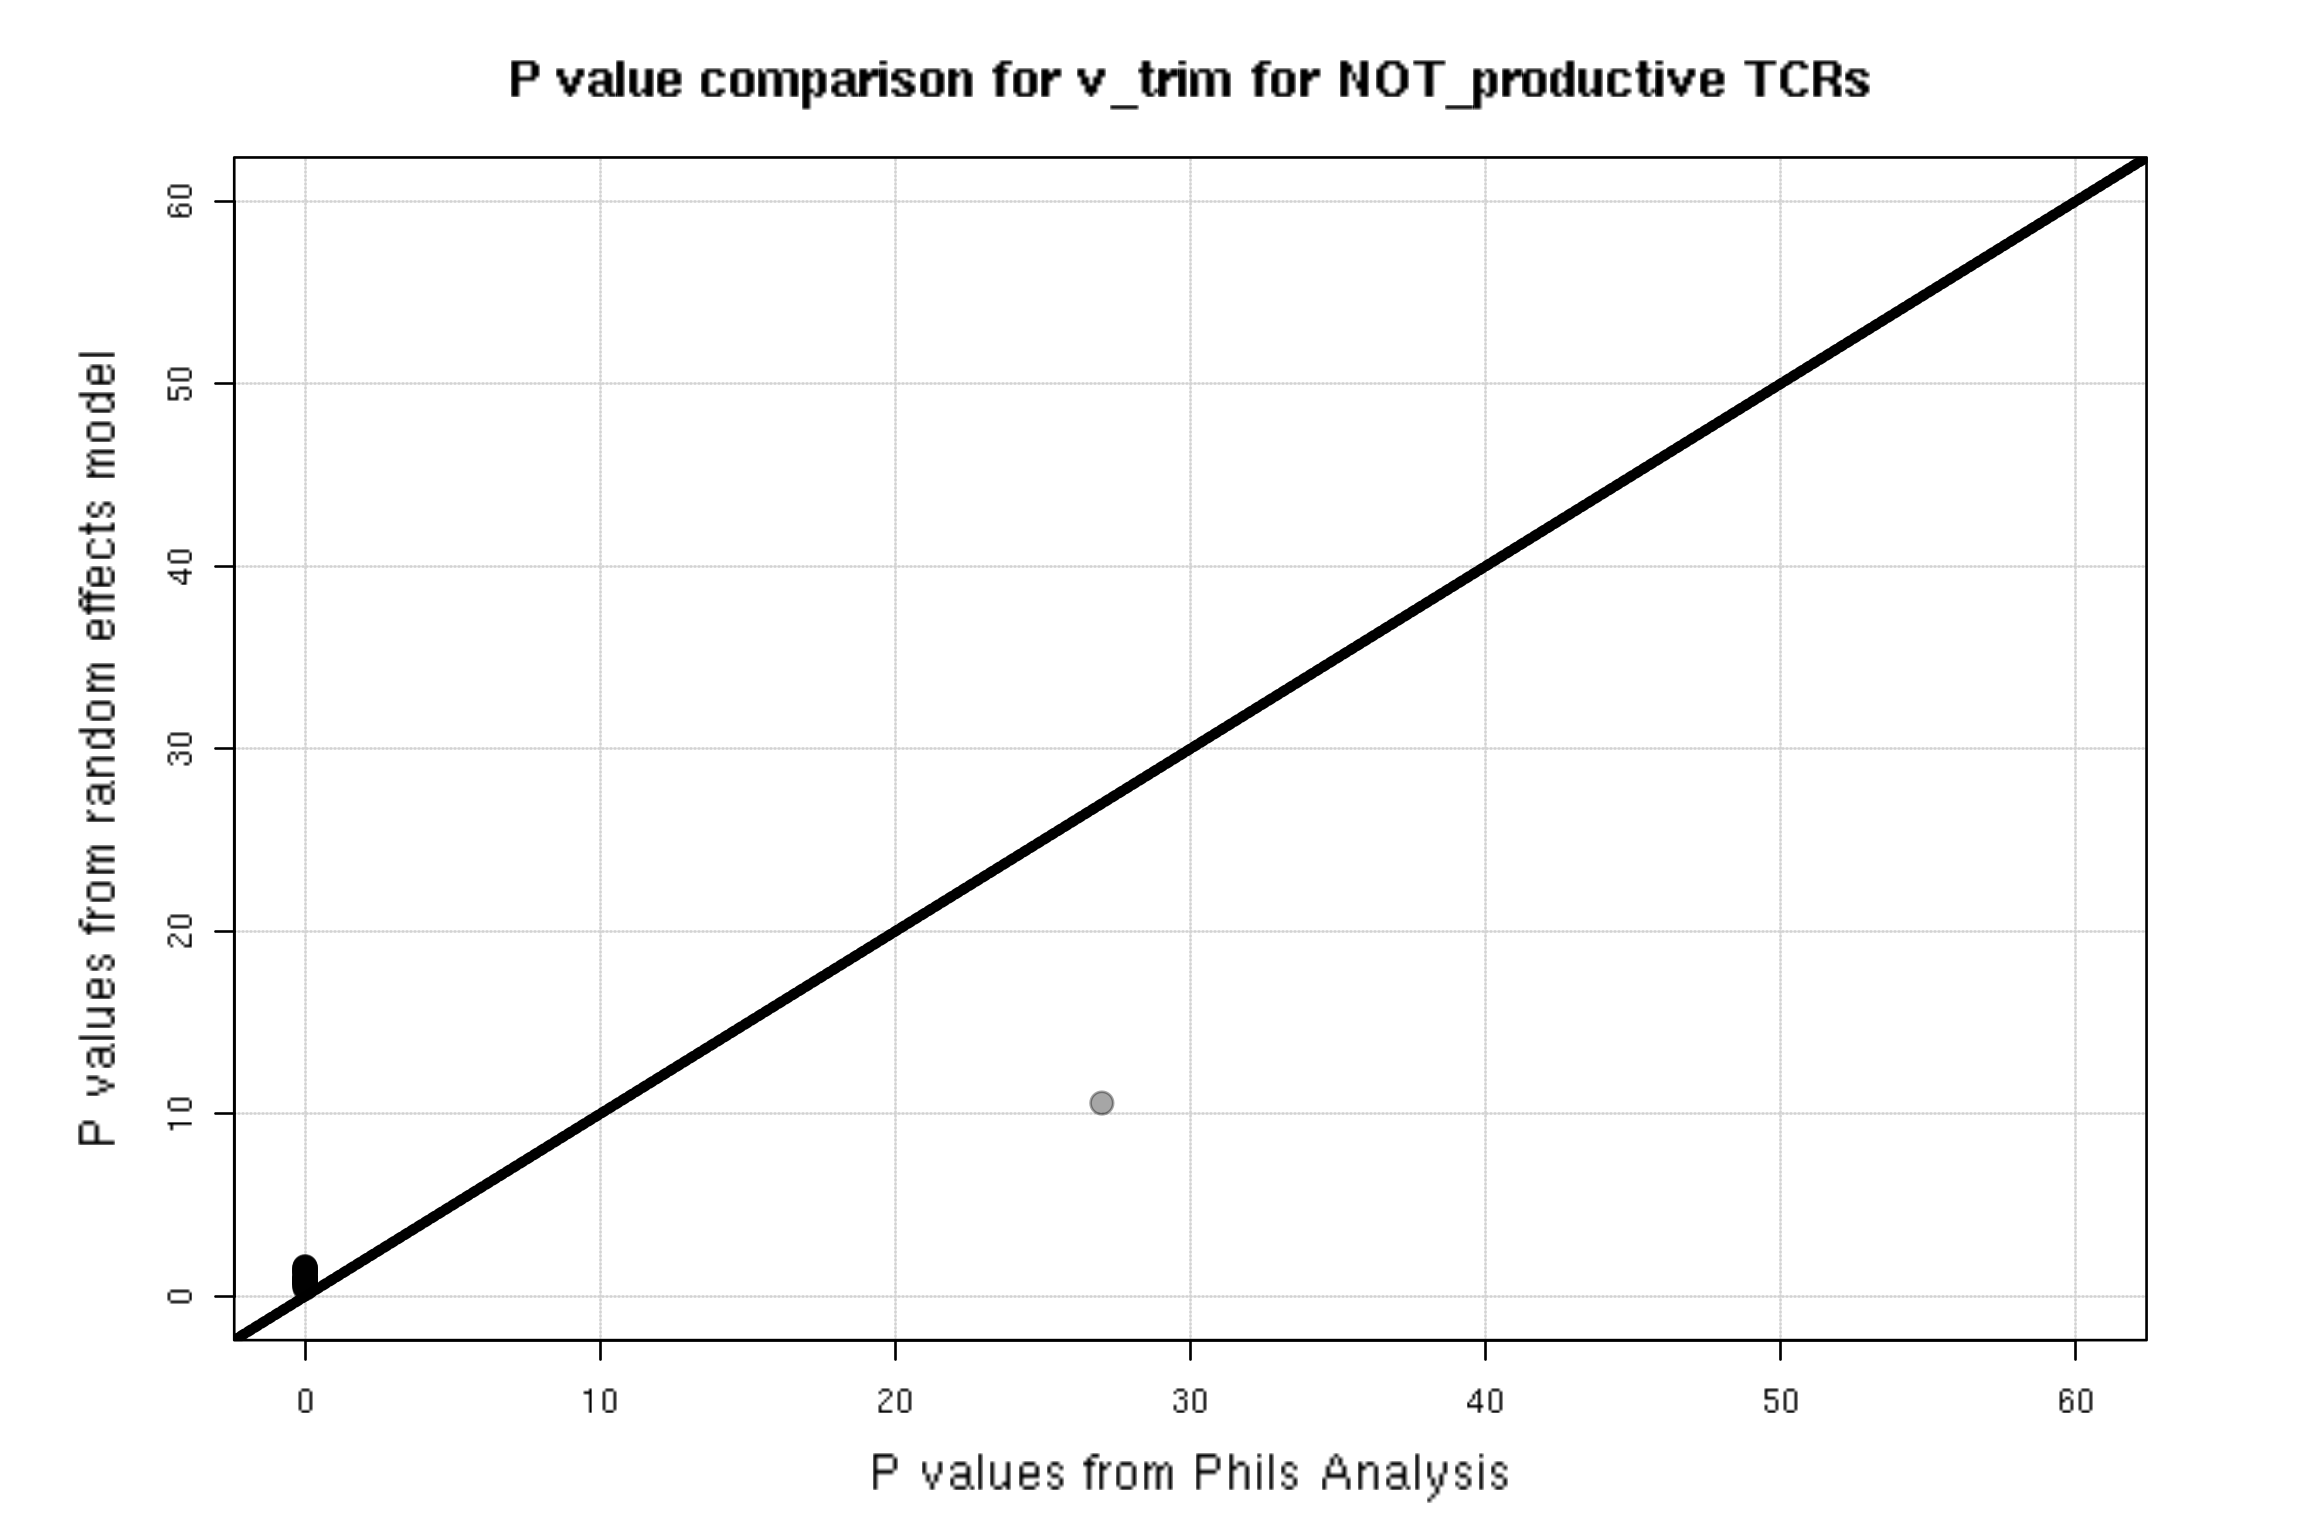 P value comparison for v_trim for NOT_productive TCRs
P values from random effects model
60
50
40
30
20
10
0
0 10 20 30 40 50 60
P values from Phils Analysis